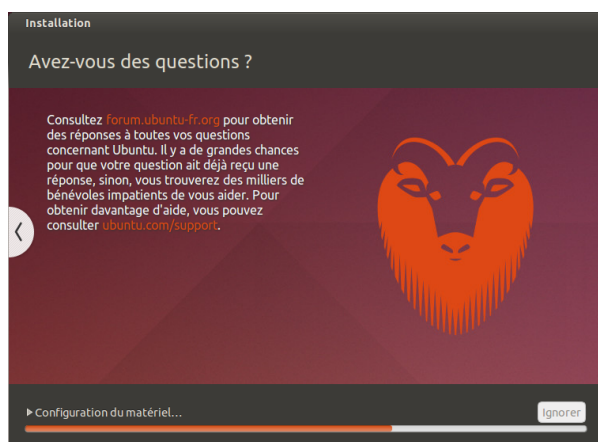 Installation
Avez-vous des questions ?
Consultez forum.ubuntu-fr.org pour obtenir
des réponses à toutes vos questions
concernant Ubuntu. Il y a de grandes chances
pour que votre question ait déjà reçu une
réponse, sinon, vous trouverez des milliers de
bénévoles impatients de vous aider. Pour
obtenir davantage d'aide, vous pouvez
consulter ubuntu.com/support.
Configuration du matériel...
Ignorer